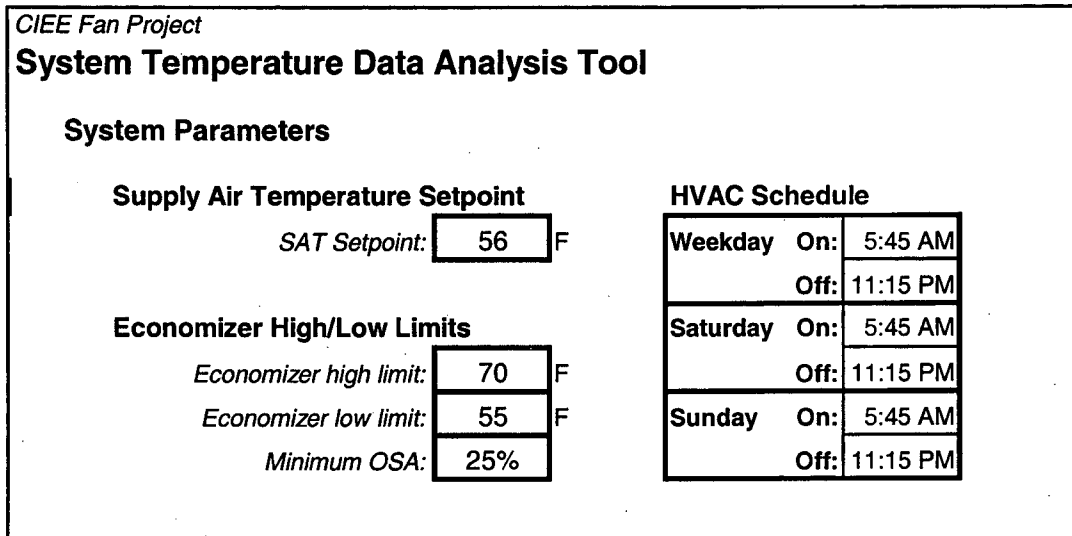 CIEE Fan Project
System Temperature Data Analysis Tool
System Parameters
Supply Air Temperature Setpoint
SAT Setpoint: 56 F
Economizer High/Low Limits
Economizer high limit: 70 F
Economizer low limit: 55 F
Minimum OSA: 25%
HVAC Schedule
Weekday On: 5:45 AM
Off: 11:15 PM
Saturday On: 5:45 AM
Off: 11:15 PM
Sunday On: 5:45 AM
Off: 11:15 PM